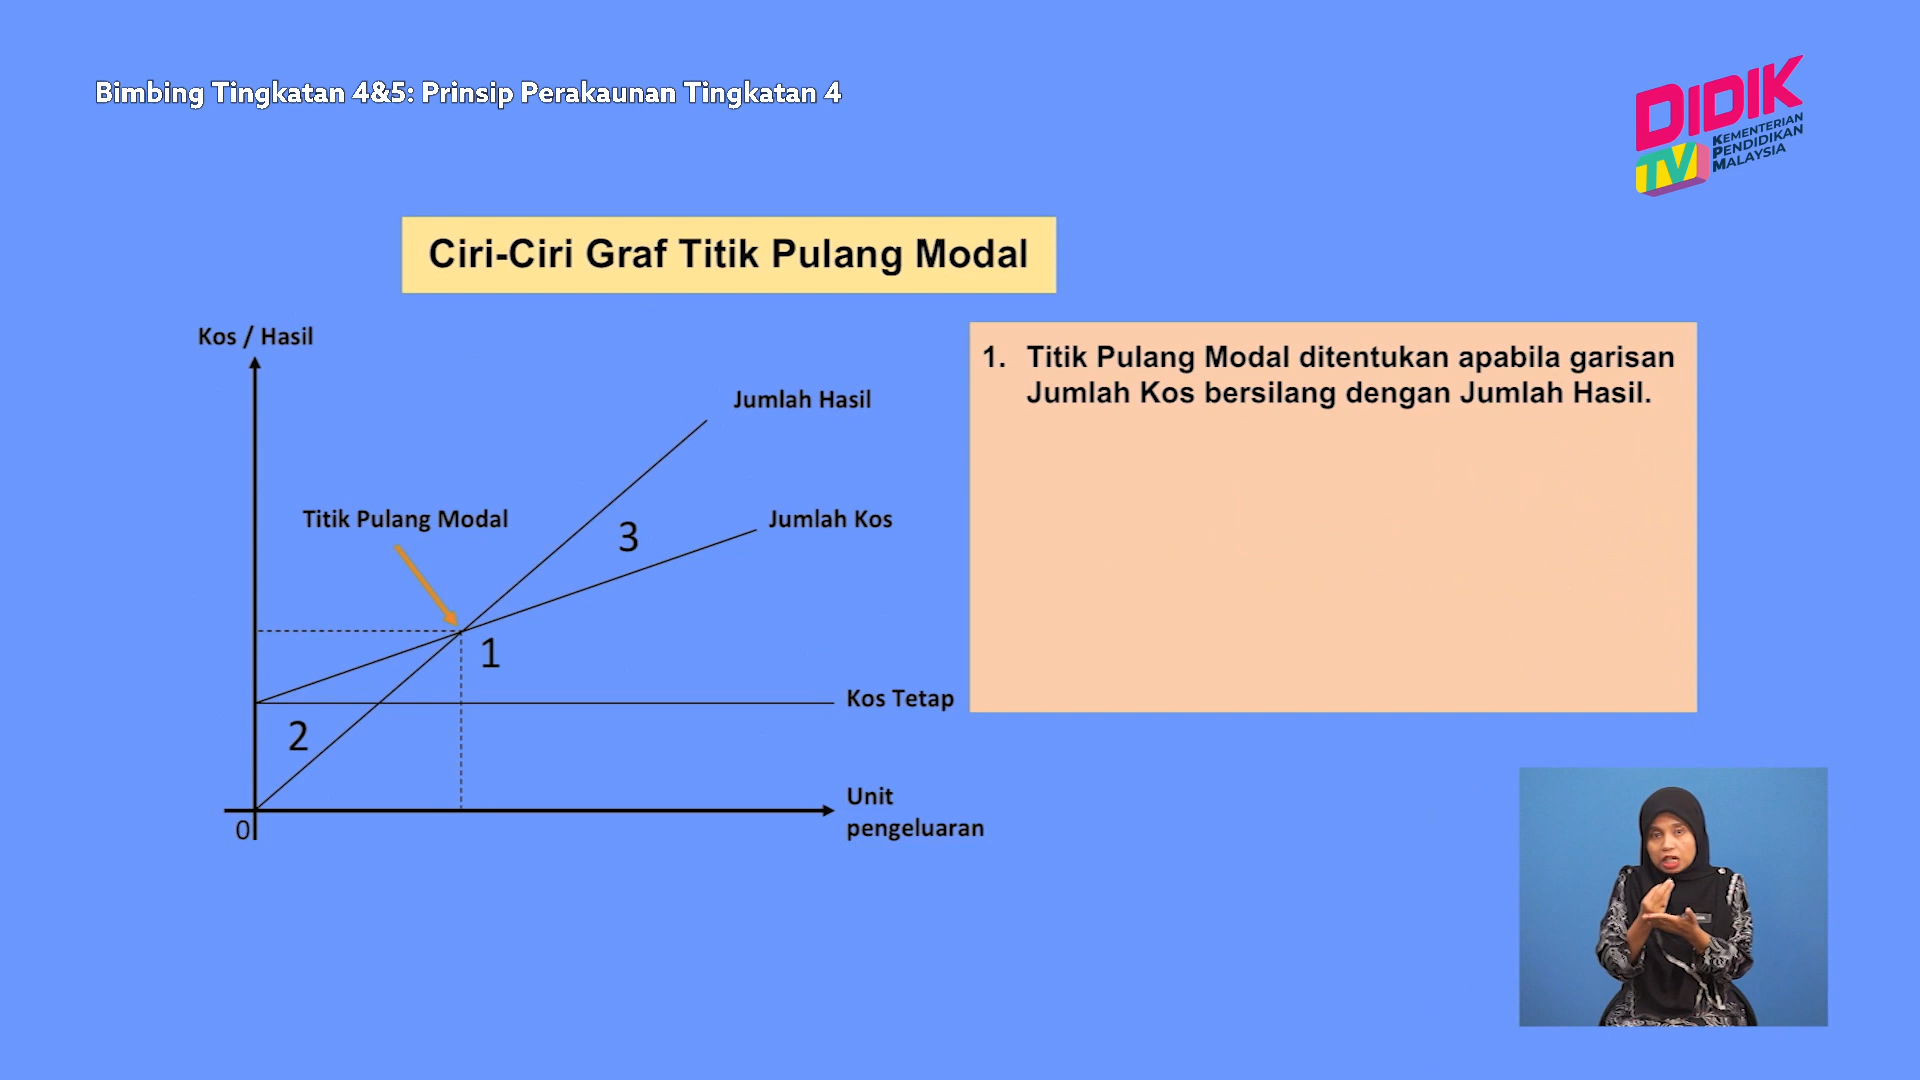 Bimbing Tingkatan 4&5: Prinsip Perakaunan Tingkatan 4
DIDIK
TV
KEMENTERIAN
PENDIDIKAN
MALAYSIA
Ciri-Ciri Graf Titik Pulang Modal
Kos / Hasil
Jumlah Hasil
Titik Pulang Modal
3
Jumlah Kos
1
Kos Tetap
2
Unit
pengeluaran
0
1. Titik Pulang Modal ditentukan apabila garisan
Jumlah Kos bersilang dengan Jumlah Hasil.